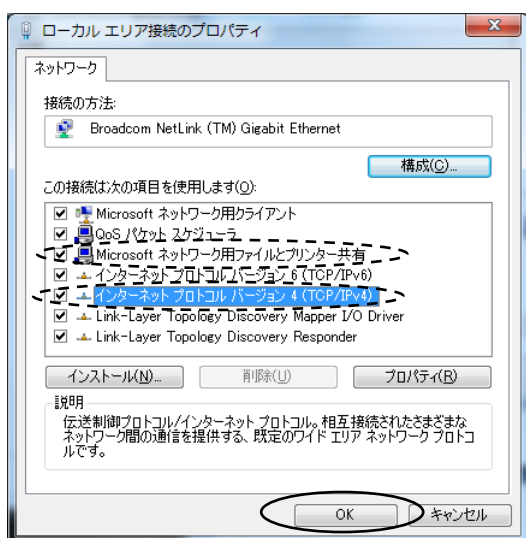 ローカル エリア接続のプロパティ
ネットワーク
接続の方法:
Broadcom NetLink (TM) Gigabit Ethernet
構成(C)...
この接続は次の項目を使用します(O):
Microsoft ネットワーク用クライアント
QoS パケット スケジューラ
Microsoft ネットワーク用ファイルとプリンター共有
インターネット プロトコル バージョン 6 (TCP/IPv6)
インターネット プロトコル バージョン 4 (TCP/IPv4)
Link-Layer Topology Discovery Mapper I/O Driver
Link-Layer Topology Discovery Responder
インストール(N)...
削除(U)
プロパティ(R)
説明
伝送制御プロトコル/インターネット プロトコル。相互接続されたさまざまな
ネットワーク間の通信を提供する、既定のワイド エリア ネットワーク プロトコ
ルです。
OK
キャンセル